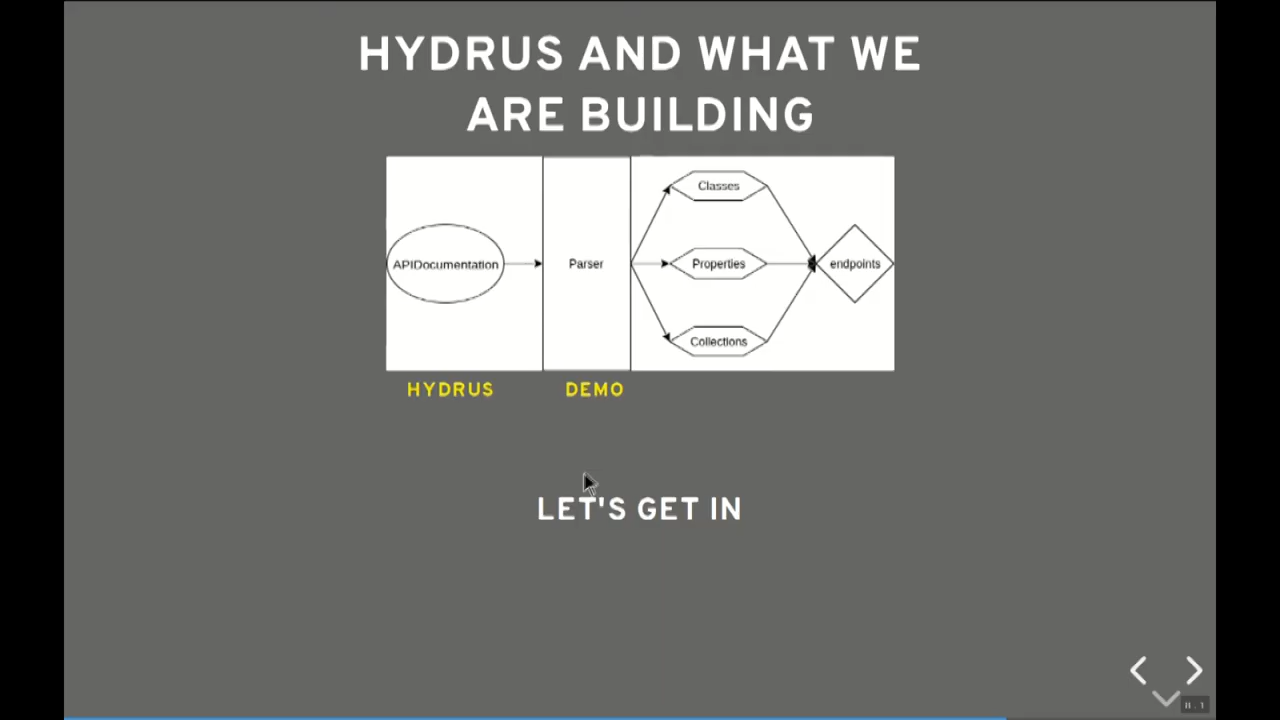 HYDRUS AND WHAT WE
ARE BUILDING
Classes
APIDocumentation
Parser
Properties
endpoints
Collections
HYDRUS
DEMO
LET'S GET IN